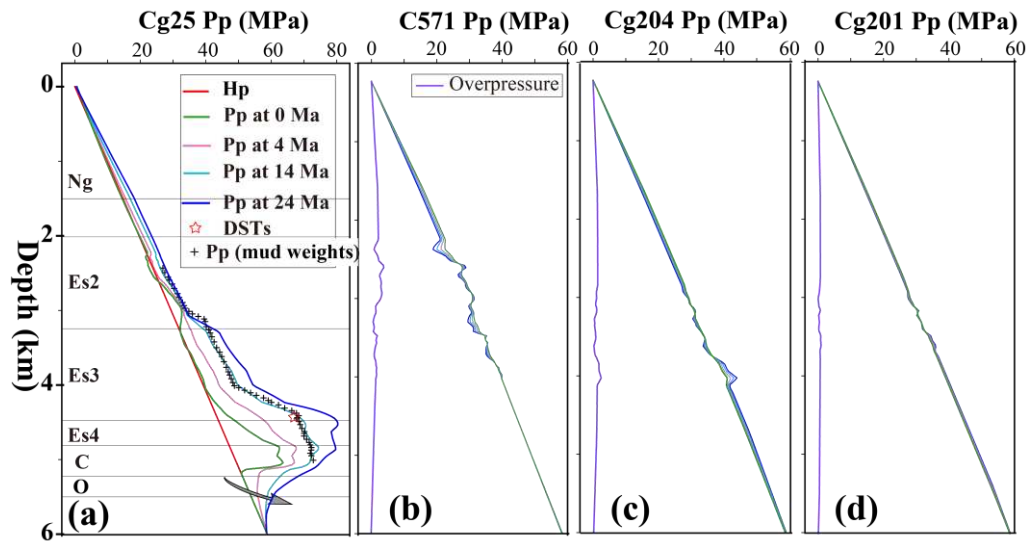 Cg25 Pp (MPa)
C571 Pp (MPa)
Cg204 Pp (MPa)
Cg201 Pp (MPa)
0 20 40 60 80
0 20 40 60
0 20 40 60
0 20 40 60
Depth (km)
0
2
4
6
Ng
Es2
Es3
Es4
C
O
Hp
Pp at 0 Ma
Pp at 4 Ma
Pp at 14 Ma
Pp at 24 Ma
DSTs
Pp (mud weights)
Overpressure
(a)
(b)
(c)
(d)